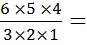 6 ×5 ×4
3 ×2 ×1 =